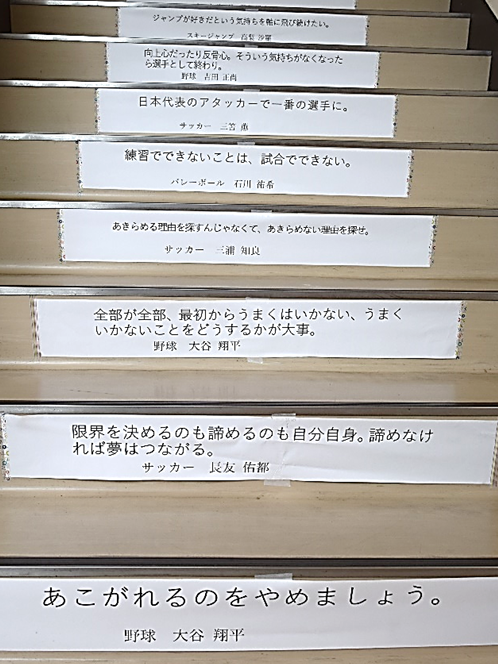 ジャンプが好きだという気持ちを軸に飛び続けたい。
スキージャンプ 高梨 沙羅
向上心だったり反骨心。そういう気持ちがなくなった
ら選手として終わり。
野球 吉田 正尚
日本代表のアタッカーで一番の選手に。
サッカー 三笘 薫
練習でできないことは、試合でできない。
バレーボール 石川 祐希
あきらめる理由を探すんじゃなくて、あきらめない理由を探せ。
サッカー 三浦 知良
全部が全部、最初からうまくはいかない、うまく
いかないことをどうするかが大事。
野球 大谷 翔平
限界を決めるのも諦めるのも自分自身。諦めなけ
れば夢はつながる。
サッカー 長友 佑都
あこがれるのをやめましょう。
野球 大谷 翔平